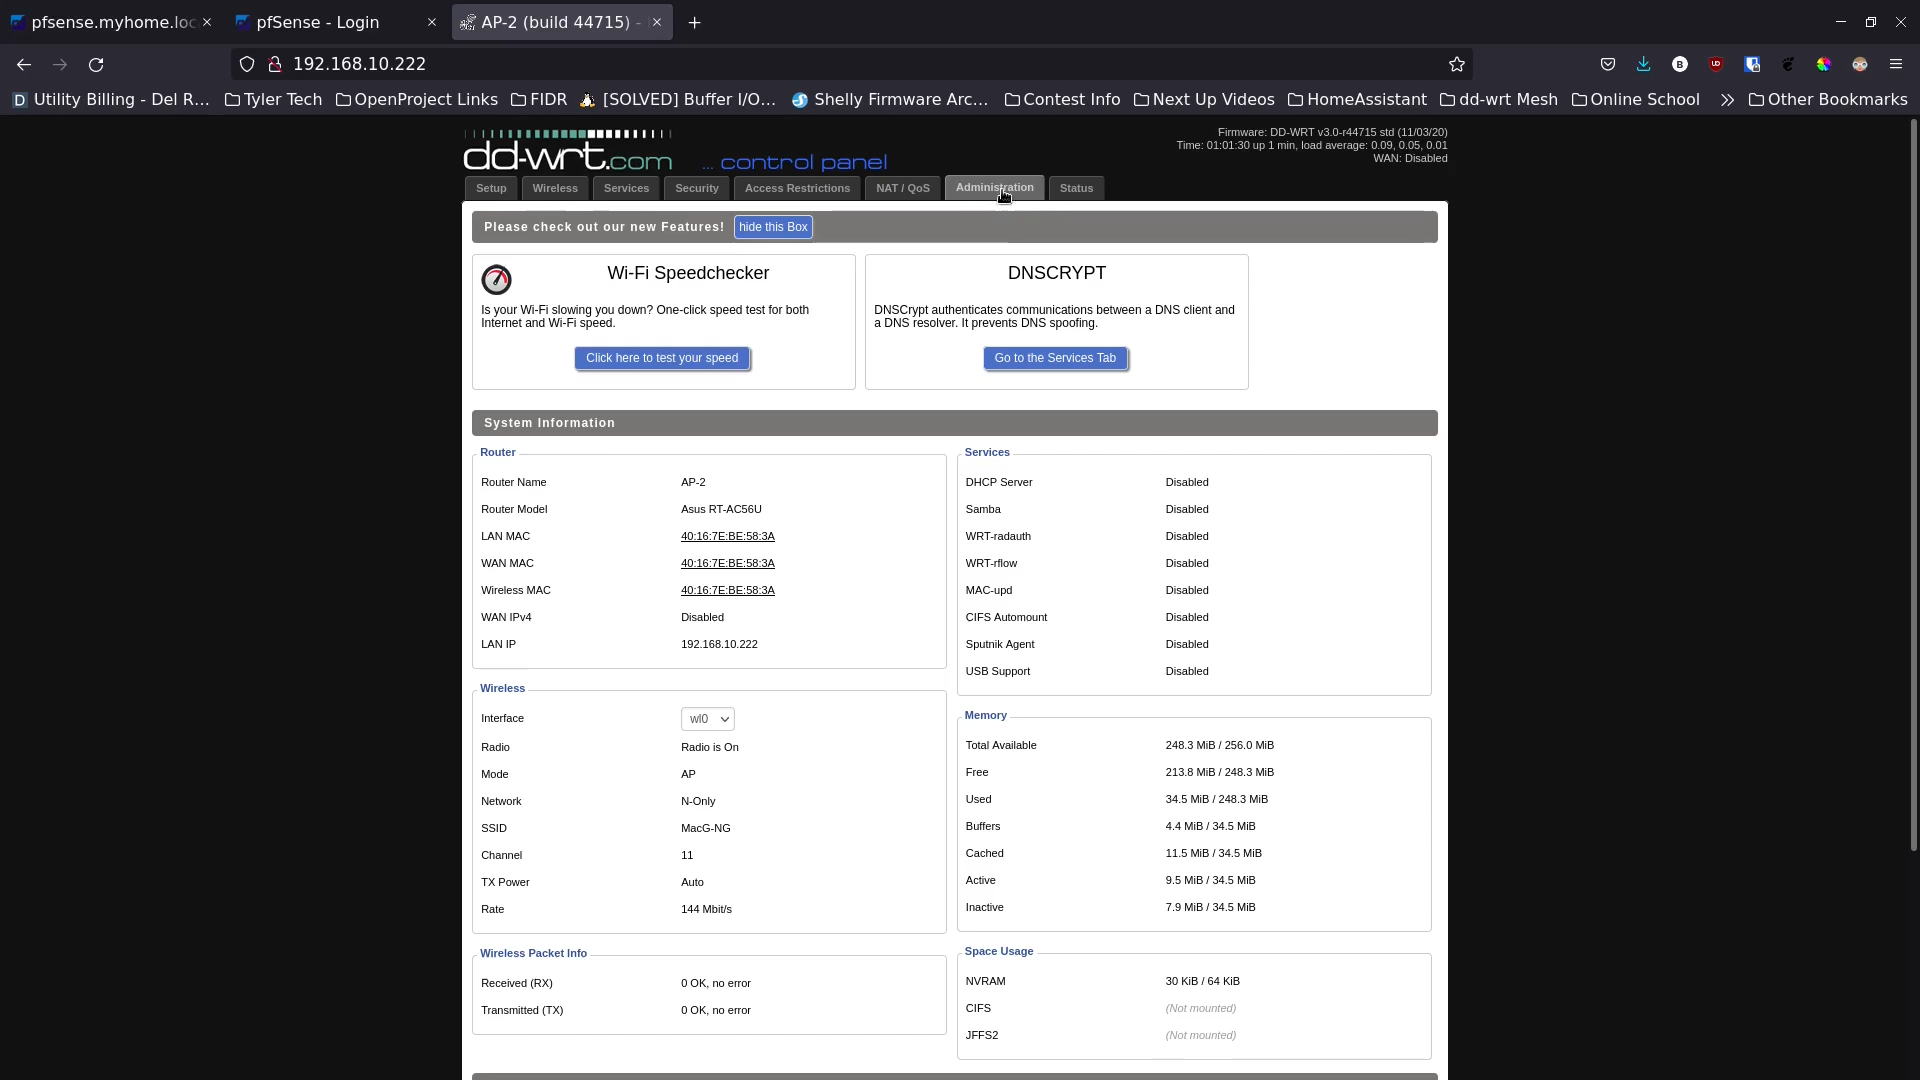 pfsense.myhome.loc
pfSense - Login
AP-2 (build 44715) -
192.168.10.222
Utility Billing - Del R…
Tyler Tech
OpenProject Links
FIDR
[SOLVED] Buffer I/O…
Shelly Firmware Arc…
Contest Info
Next Up Videos
HomeAssistant
dd-wrt Mesh
Online School
Other Bookmarks
dd-wrt.com ... control panel
Firmware: DD-WRT v3.0-r44715 std (11/03/20)
Time: 01:01:30 up 1 min, load average: 0.09, 0.05, 0.01
WAN: Disabled
Setup
Wireless
Services
Security
Access Restrictions
NAT / QoS
Administration
Status
Please check out our new Features!
hide this Box
Wi-Fi Speedchecker
Is your Wi-Fi slowing you down? One-click speed test for both
Internet and Wi-Fi speed.
Click here to test your speed
DNSCRYPT
DNSCrypt authenticates communications between a DNS client and
a DNS resolver. It prevents DNS spoofing.
Go to the Services Tab
System Information
Router
Router Name AP-2
Router Model Asus RT-AC56U
LAN MAC 40:16:7E:BE:58:3A
WAN MAC 40:16:7E:BE:58:3A
Wireless MAC 40:16:7E:BE:58:3A
WAN IPv4 Disabled
LAN IP 192.168.10.222
Wireless
Interface wl0
Radio Radio is On
Mode AP
Network N-Only
SSID MacG-NG
Channel 11
TX Power Auto
Rate 144 Mbit/s
Wireless Packet Info
Received (RX) 0 OK, no error
Transmitted (TX) 0 OK, no error
Services
DHCP Server Disabled
Samba Disabled
WRT-radauth Disabled
WRT-rflow Disabled
MAC-upd Disabled
CIFS Automount Disabled
Sputnik Agent Disabled
USB Support Disabled
Memory
Total Available 248.3 MiB / 256.0 MiB
Free 213.8 MiB / 248.3 MiB
Used 34.5 MiB / 248.3 MiB
Buffers 4.4 MiB / 34.5 MiB
Cached 11.5 MiB / 34.5 MiB
Active 9.5 MiB / 34.5 MiB
Inactive 7.9 MiB / 34.5 MiB
Space Usage
NVRAM 30 KiB / 64 KiB
CIFS (Not mounted)
JFFS2 (Not mounted)